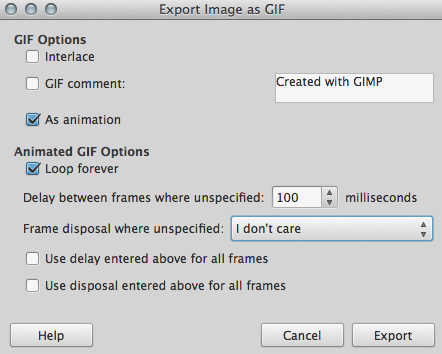 Export Image as GIF
GIF Options
Interlace
GIF comment:
Created with GIMP
As animation
Animated GIF Options
Loop forever
Delay between frames where unspecified: 100 milliseconds
Frame disposal where unspecified: I don't care
Use delay entered above for all frames
Use disposal entered above for all frames
Help Cancel Export